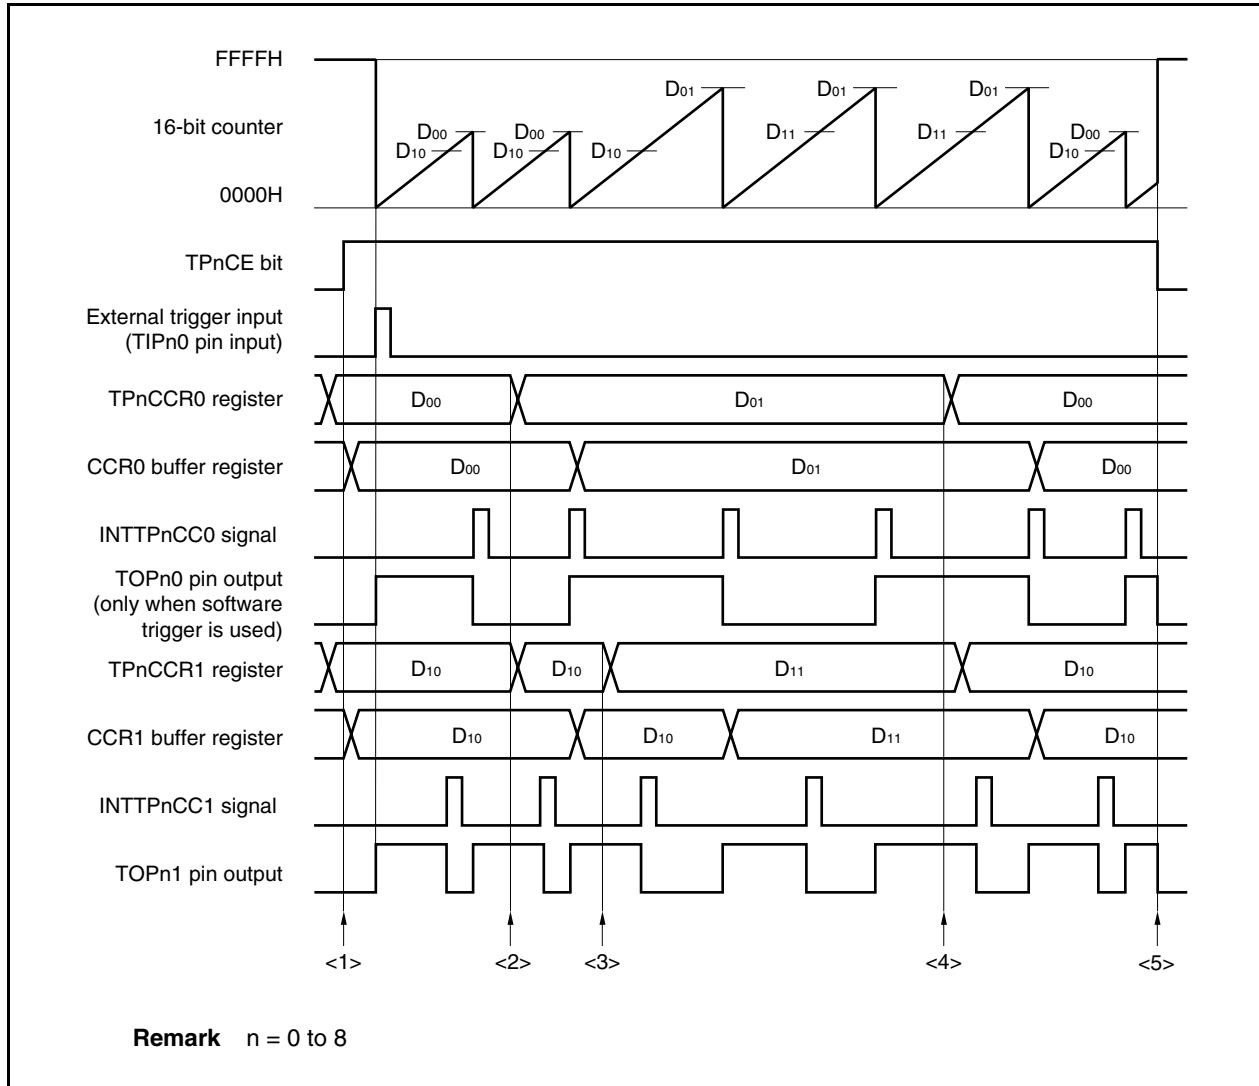 FFFFH
16-bit counter
0000H
D00 D10 D00 D10 D01 D10 D01 D11 D01 D11 D00 D10
TPnCE bit
External trigger input
(TIPn0 pin input)
TPnCCR0 register D00 D01 D00
CCR0 buffer register D00 D01 D00
INTTPnCC0 signal
TOPn0 pin output
(only when software
trigger is used)
TPnCCR1 register D10 D10 D11 D10
CCR1 buffer register D10 D10 D11 D10
INTTPnCC1 signal
TOPn1 pin output
<1> <2> <3> <4> <5>
Remark n = 0 to 8